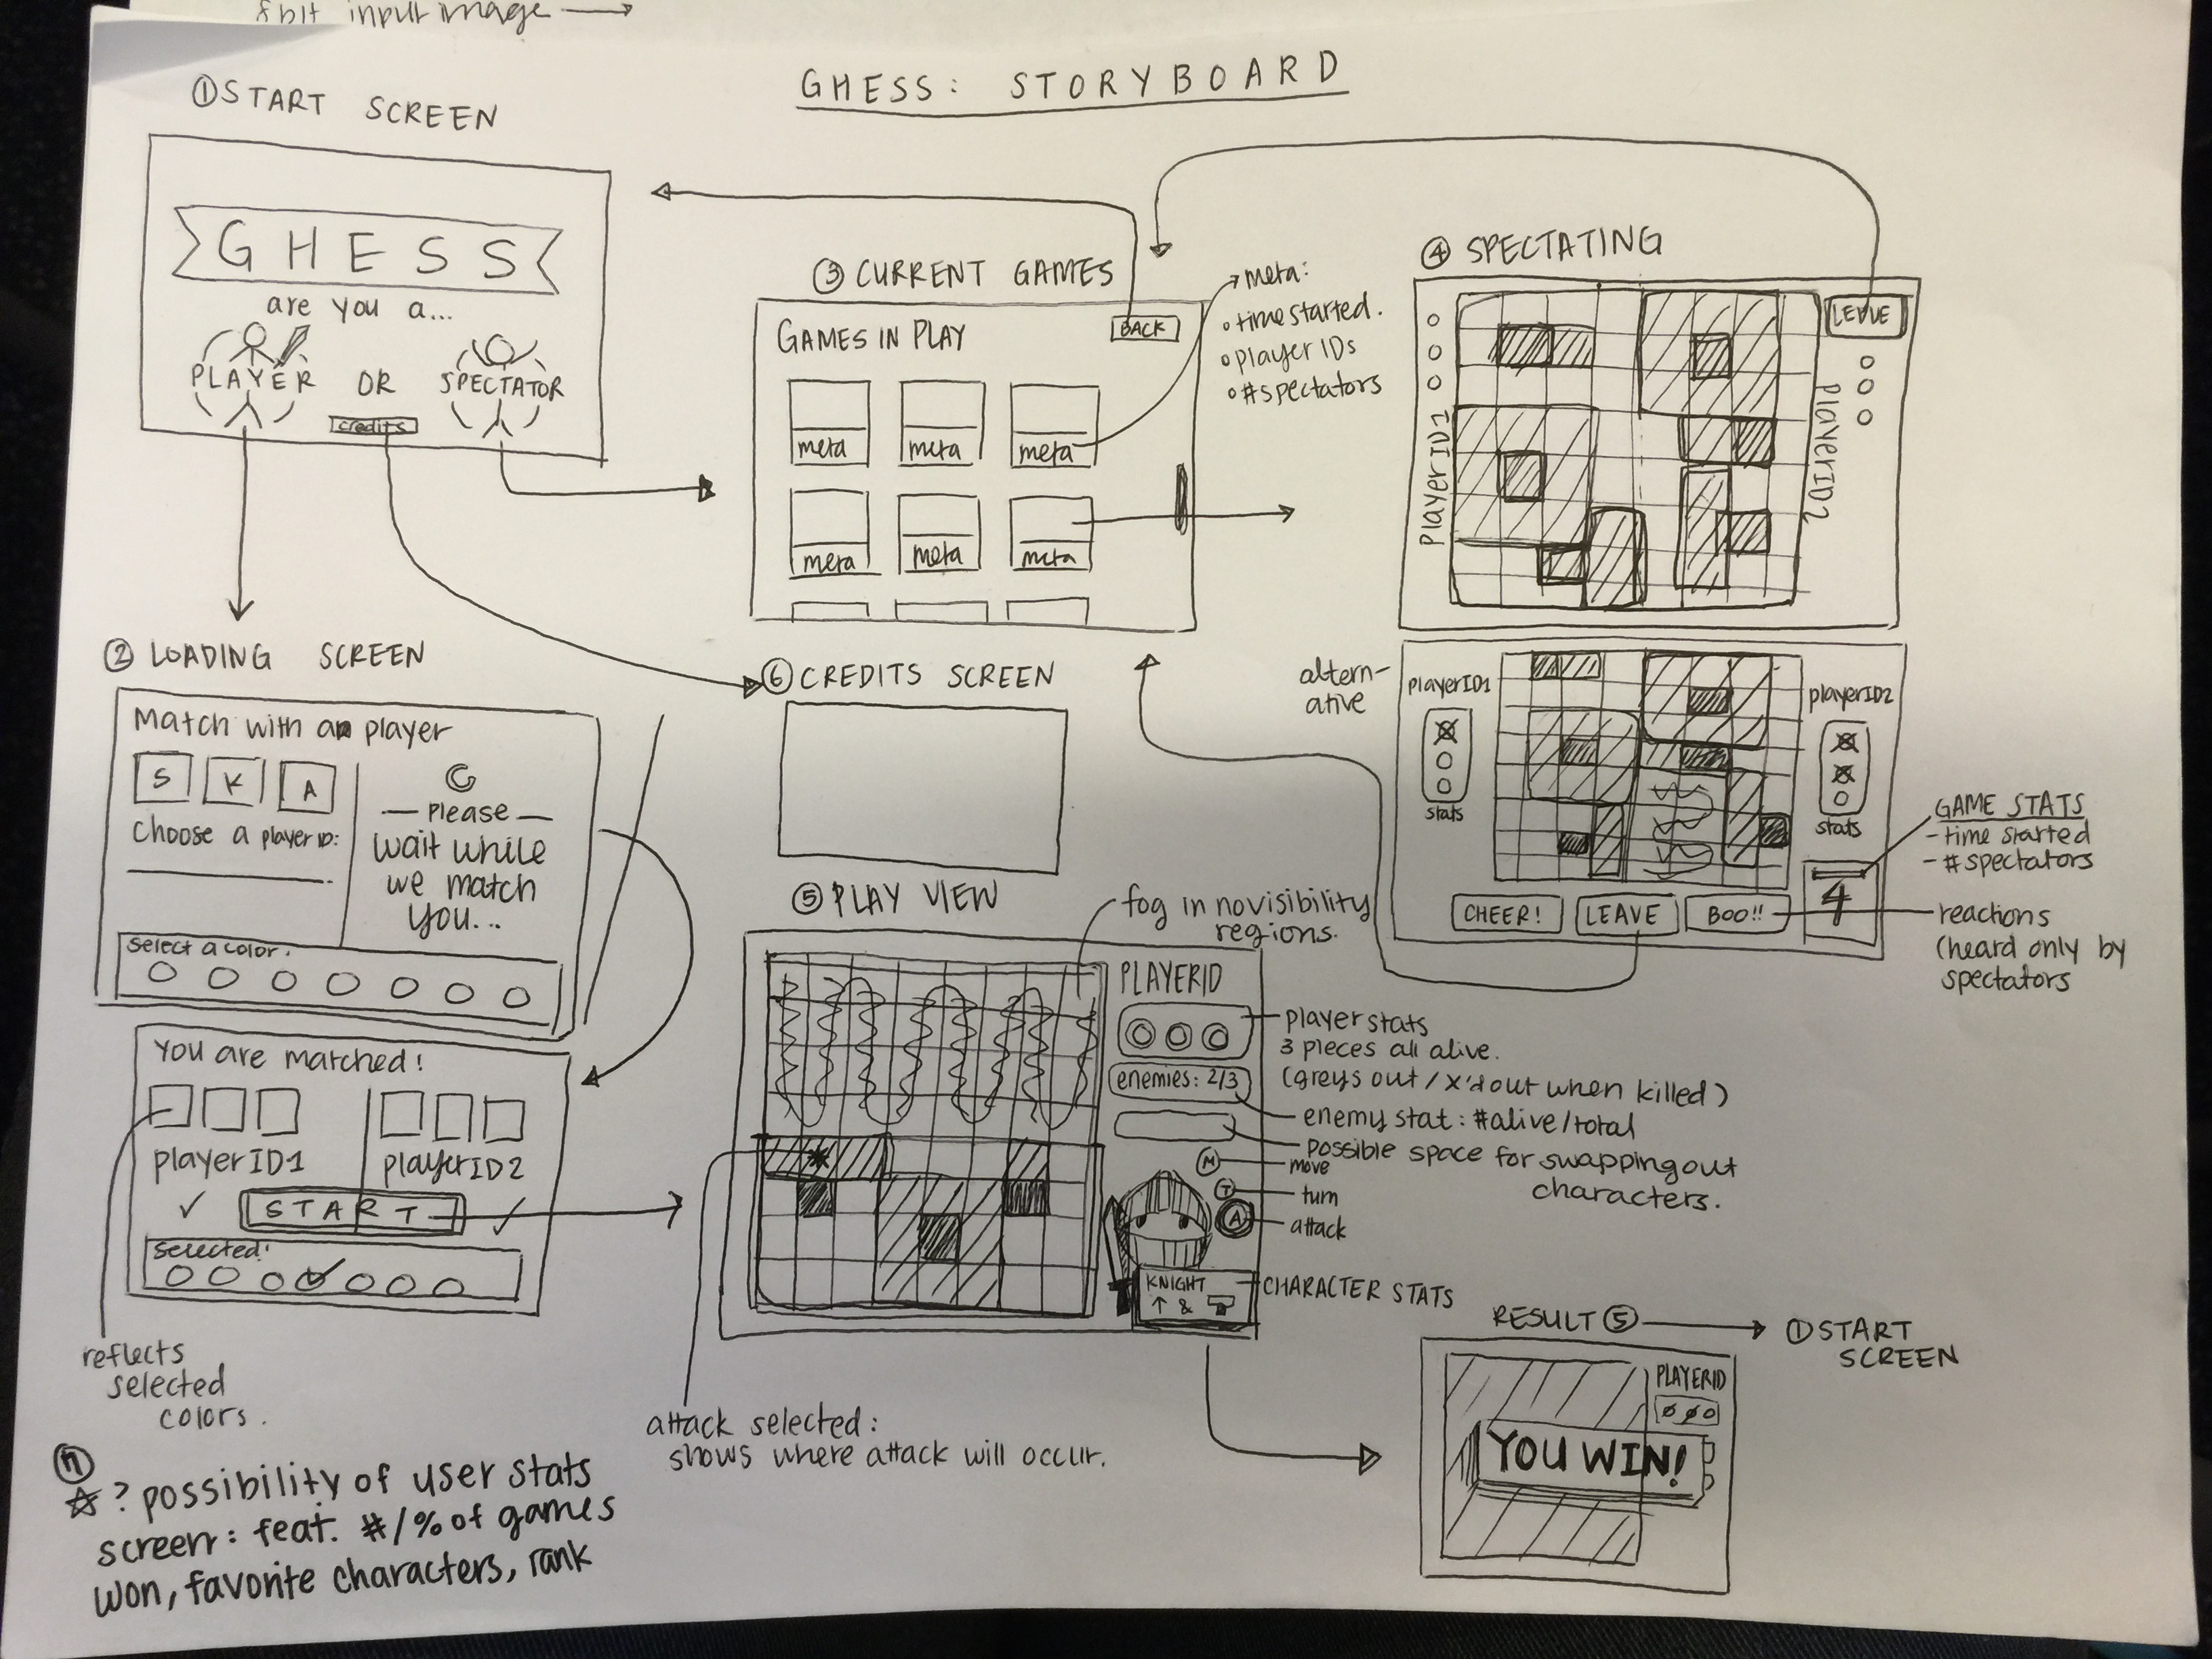 8 bit input image →
GHESS: STORYBOARD
① START SCREEN
GHESS
are you a...
PLAYER OR SPECTATOR
credits
③ CURRENT GAMES
GAMES IN PLAY
BACK
meta meta meta
meta meta meta
meta:
◦ time started.
◦ player IDs
◦ #spectators
④ SPECTATING
LEAVE
PlayerID1
PlayerID2
② LOADING SCREEN
Match with a player
S K A
Choose a player ID:
— Please —
wait while
we match
you...
Select a color:
You are matched!
playerID1
playerID2
✓ START ✓
Selected:
reflects
selected
colors.
⑥ CREDITS SCREEN
altern-
ative
playerID1
stats
playerID2
stats
CHEER! LEAVE BOO!!
4
GAME STATS
- time started
- # spectators
reactions
(heard only by
spectators
⑤ PLAY VIEW
fog in no visibility
regions.
PLAYERID
player stats
3 pieces all alive.
(greys out / x'd out when killed)
enemies: 2/3
enemy stat: #alive/total
possible space for swapping out
characters.
M
move
T
turn
A
attack
KNIGHT
↑ &
CHARACTER STATS
attack selected:
shows where attack will occur.
RESULT ⑤ → ① START
SCREEN
PLAYERID
YOU WIN!
☆ ? possibility of user stats
screen: feat. #/% of games
won, favorite characters, rank